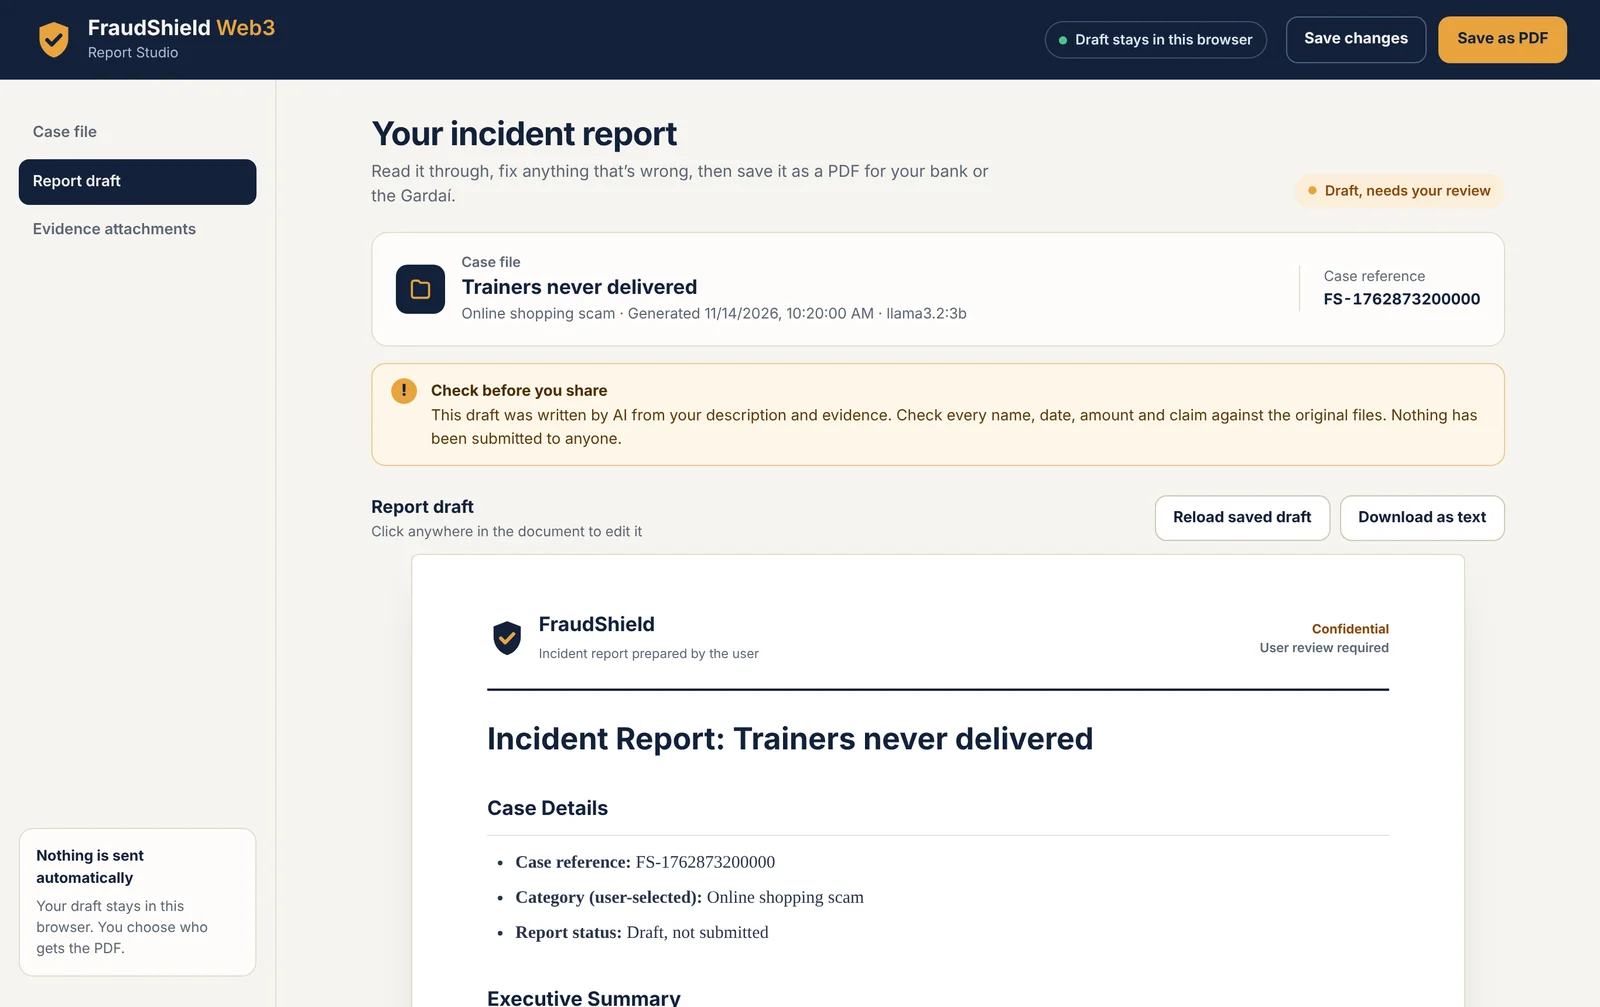 FraudShield Web3
Report Studio
Draft stays in this browser
Save changes
Save as PDF
Case file
Report draft
Evidence attachments
Nothing is sent
automatically
Your draft stays in this
browser. You choose who
gets the PDF.
Your incident report
Read it through, fix anything that’s wrong, then save it as a PDF for your bank or
the Gardaí.
Draft, needs your review
Case file
Trainers never delivered
Online shopping scam · Generated 11/14/2026, 10:20:00 AM · llama3.2:3b
Case reference
FS-1762873200000
!
Check before you share
This draft was written by AI from your description and evidence. Check every name, date, amount and claim against the original files. Nothing has
been submitted to anyone.
Report draft
Click anywhere in the document to edit it
Reload saved draft
Download as text
FraudShield
Incident report prepared by the user
Confidential
User review required
Incident Report: Trainers never delivered
Case Details
• Case reference: FS-1762873200000
• Category (user-selected): Online shopping scam
• Report status: Draft, not submitted
Executive Summary